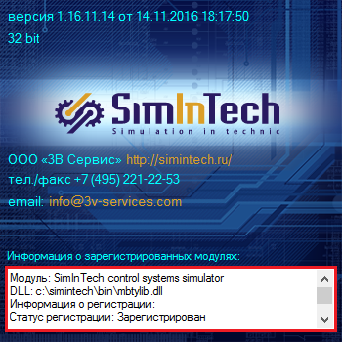 версия 1.16.11.14 от 14.11.2016 18:17:50
32 bit
SimInTech
Simulation in technic
ООО «ЗВ Сервис» http://simintech.ru/
тел./факс +7 (495) 221-22-53
email: info@3v-services.com
Информация о зарегистрированных модулях:
Модуль: SimInTech control systems simulator
DLL: c:\simintech\bin\mbtylib.dll
Информация о регистрации:
Статус регистрации: Зарегистрирован